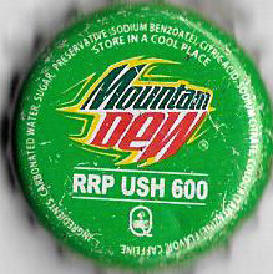 INGREDIENTS: CARBONATED WATER, SUGAR, PRESERVATIVE (SODIUM BENZOATE), CITRIC ACID,
FLAVOR, CAFFEINE
STORE IN A COOL PLACE
Mountain
Dew
RRP USH 600